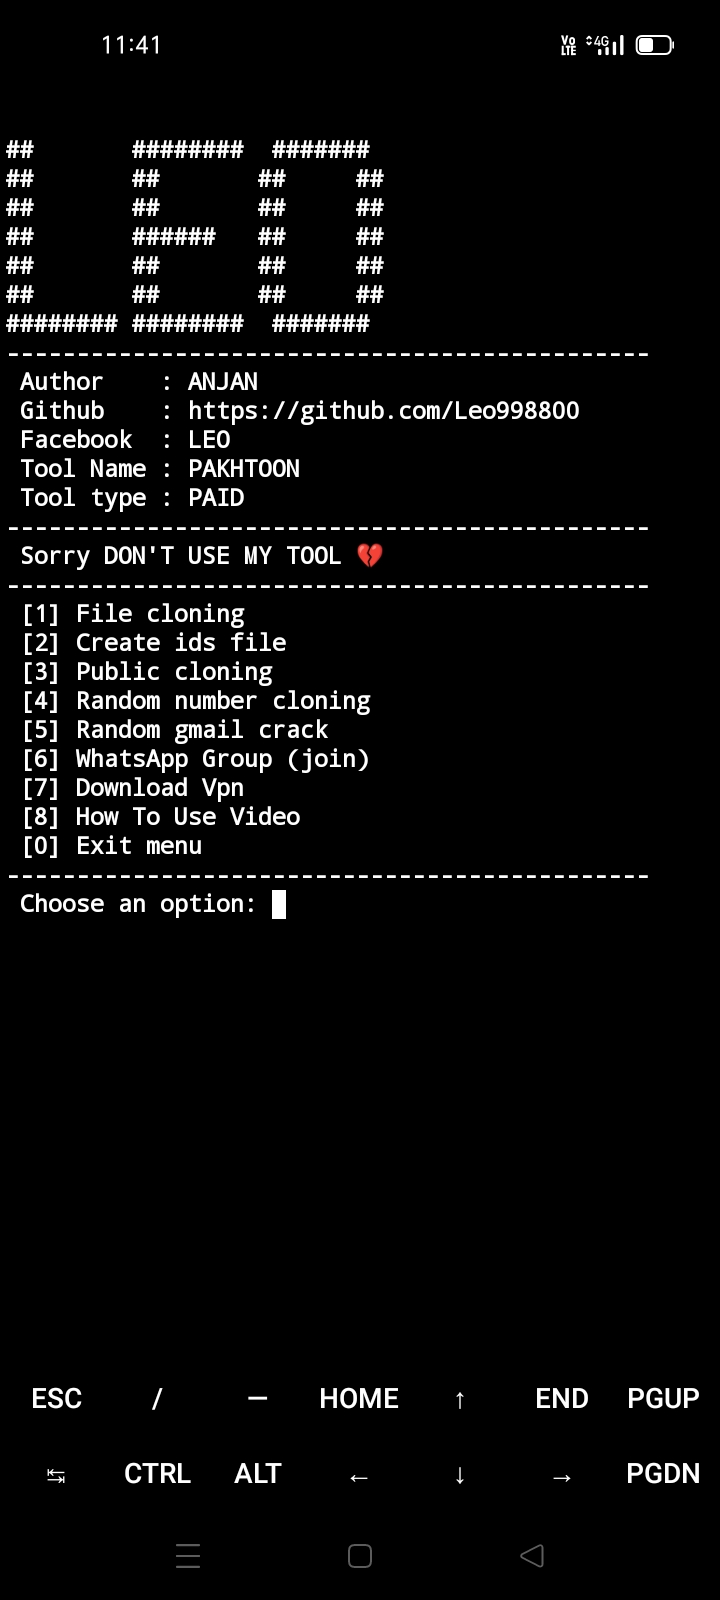 11:41
Vo LTE 4G
##       ########  #######
##       ##       ##     ##
##       ##       ##     ##
##       ######   ##     ##
##       ##       ##     ##
##       ##       ##     ##
######## ########  #######
----------------------------------------------
Author    : ANJAN
Github    : https://github.com/Leo998800
Facebook  : LEO
Tool Name : PAKHTOON
Tool type : PAID
----------------------------------------------
Sorry DON'T USE MY TOOL 💔
----------------------------------------------
[1] File cloning
[2] Create ids file
[3] Public cloning
[4] Random number cloning
[5] Random gmail crack
[6] WhatsApp Group (join)
[7] Download Vpn
[8] How To Use Video
[0] Exit menu
----------------------------------------------
Choose an option:
ESC / — HOME ↑ END PGUP
↹ CTRL ALT ← ↓ → PGDN